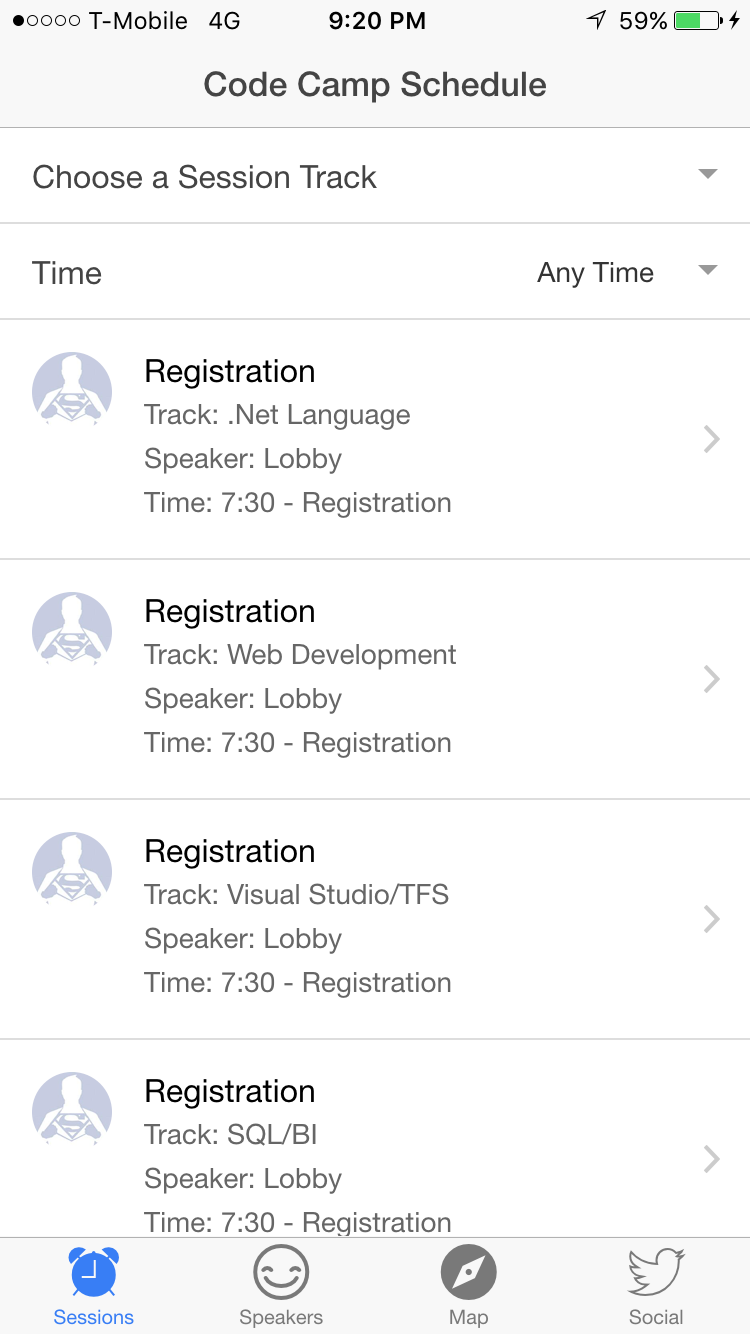 T-Mobile 4G 9:20 PM 59%
Code Camp Schedule
Choose a Session Track
Time Any Time
Registration
Track: .Net Language
Speaker: Lobby
Time: 7:30 - Registration
Registration
Track: Web Development
Speaker: Lobby
Time: 7:30 - Registration
Registration
Track: Visual Studio/TFS
Speaker: Lobby
Time: 7:30 - Registration
Registration
Track: SQL/BI
Speaker: Lobby
Time: 7:30 - Registration
Sessions Speakers Map Social